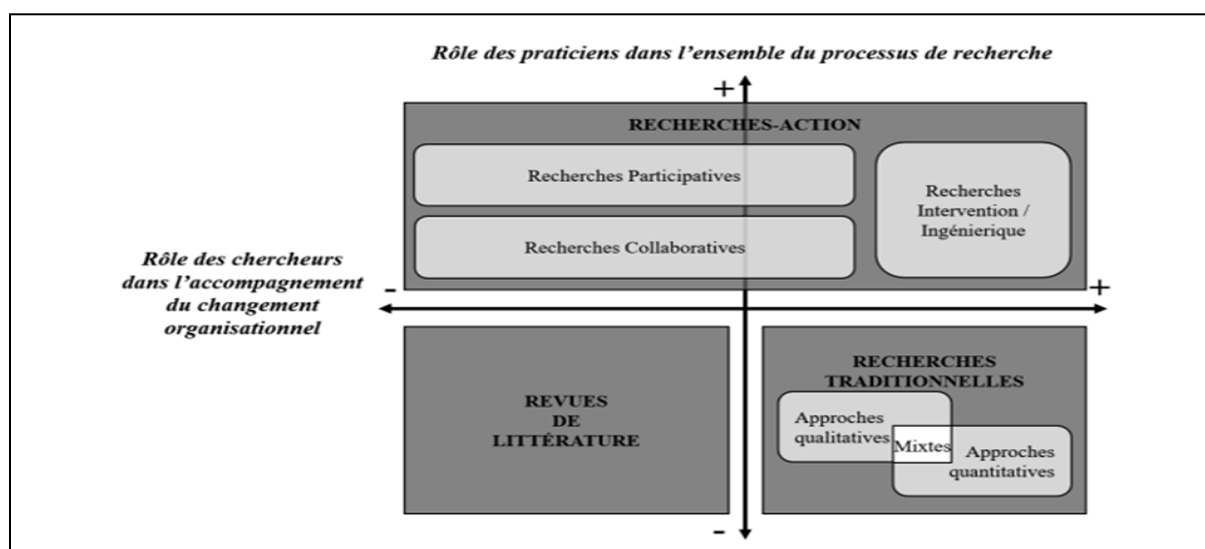 Rôle des praticiens dans l'ensemble du processus de recherche
+
RECHERCHES-ACTION
Recherches Participatives
Recherches
Intervention /
Ingénierique
Recherches Collaboratives
Rôle des chercheurs
dans l'accompagnement
du changement
organisationnel
-
+
REVUES
DE
LITTÉRATURE
RECHERCHES
TRADITIONNELLES
Approches
qualitatives
Mixtes
Approches
quantitatives
-